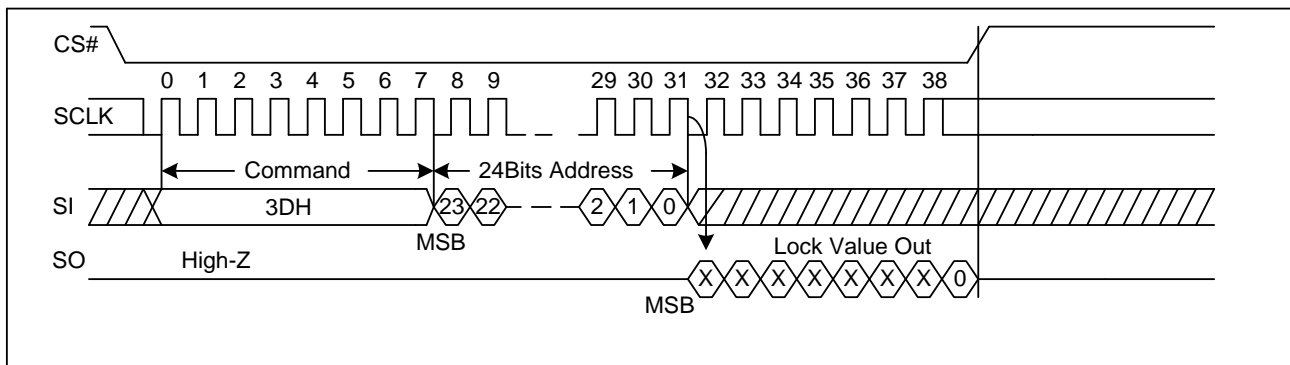 CS#
0 1 2 3 4 5 6 7 8 9 29 30 31 32 33 34 35 36 37 38
SCLK
Command 24Bits Address
SI 3DH 23 22 2 1 0
MSB
SO High-Z Lock Value Out
X X X X X X X 0
MSB